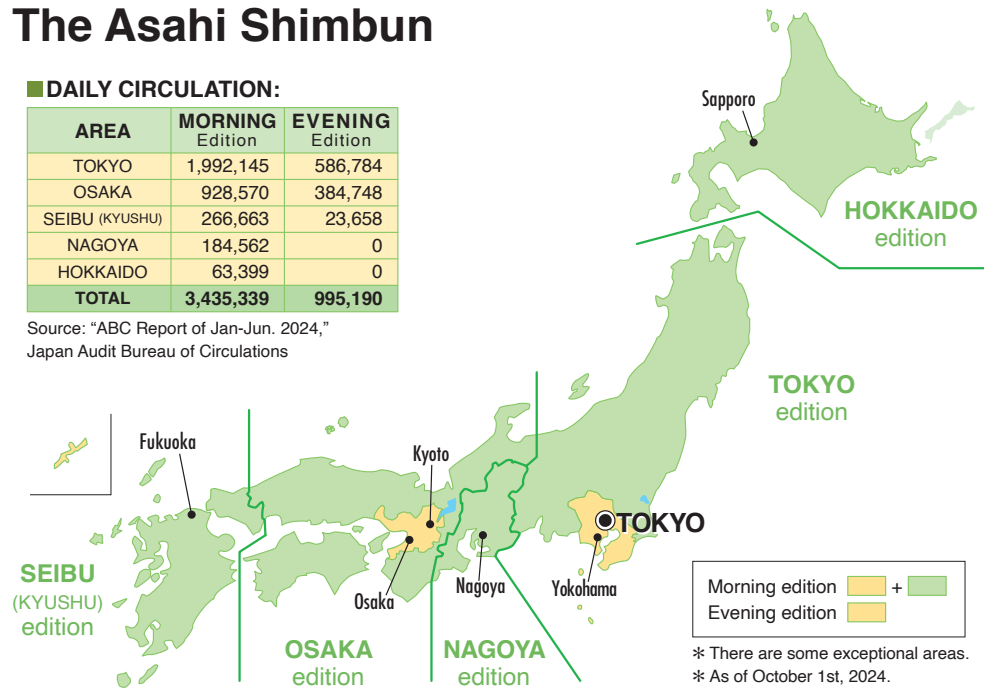 The Asahi Shimbun
DAILY CIRCULATION:
AREA MORNING Edition EVENING Edition
TOKYO 1,992,145 586,784
OSAKA 928,570 384,748
SEIBU (KYUSHU) 266,663 23,658
NAGOYA 184,562 0
HOKKAIDO 63,399 0
TOTAL 3,435,339 995,190
Source: “ABC Report of Jan-Jun. 2024,”
Japan Audit Bureau of Circulations
Sapporo
HOKKAIDO
edition
TOKYO
edition
Fukuoka
Kyoto
TOKYO
Osaka
Nagoya
Yokohama
SEIBU
(KYUSHU)
edition
OSAKA
edition
NAGOYA
edition
Morning edition +
Evening edition
＊ There are some exceptional areas.
＊ As of October 1st, 2024.